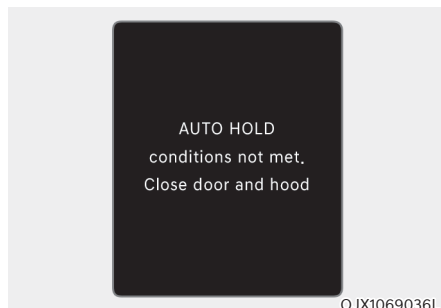 AUTO HOLD
conditions not met.
Close door and hood
OJX1069036L